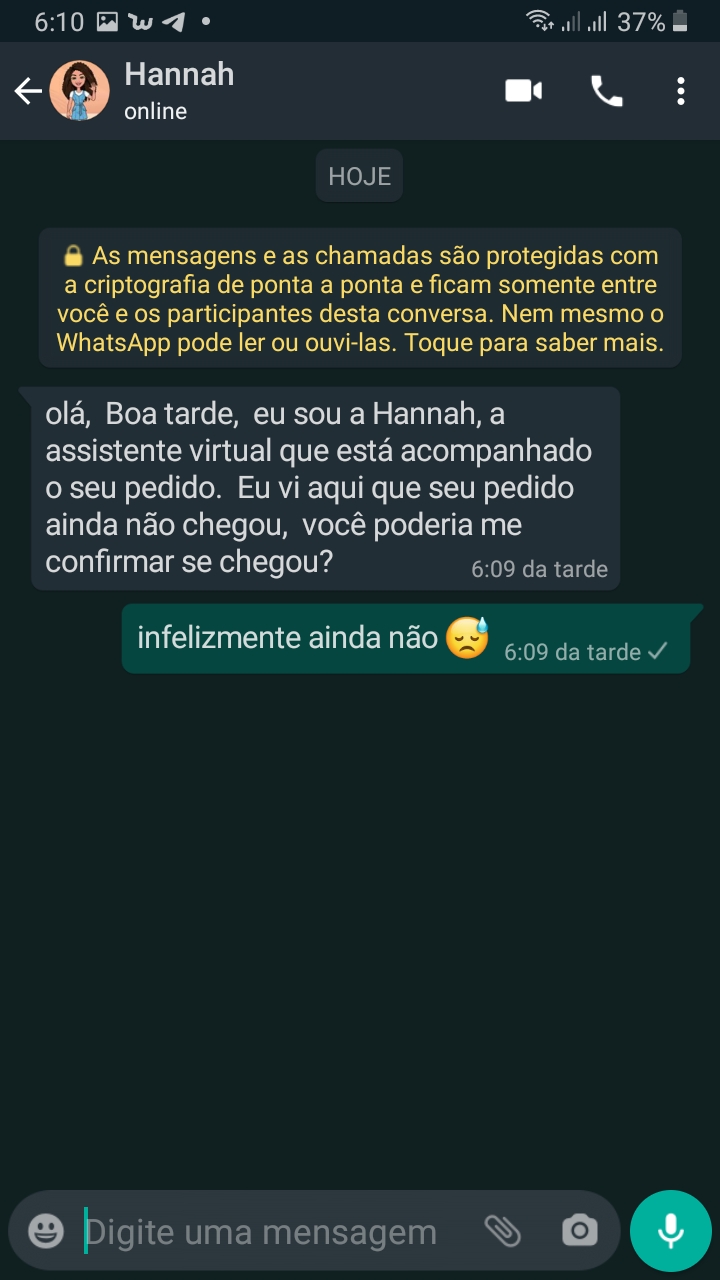 6:10
37%
Hannah
online
HOJE
🔒 As mensagens e as chamadas são protegidas com
a criptografia de ponta a ponta e ficam somente entre
você e os participantes desta conversa. Nem mesmo o
WhatsApp pode ler ou ouvi-las. Toque para saber mais.
olá, Boa tarde, eu sou a Hannah, a
assistente virtual que está acompanhado
o seu pedido. Eu vi aqui que seu pedido
ainda não chegou, você poderia me
confirmar se chegou?
6:09 da tarde
infelizmente ainda não 😓
6:09 da tarde
Digite uma mensagem